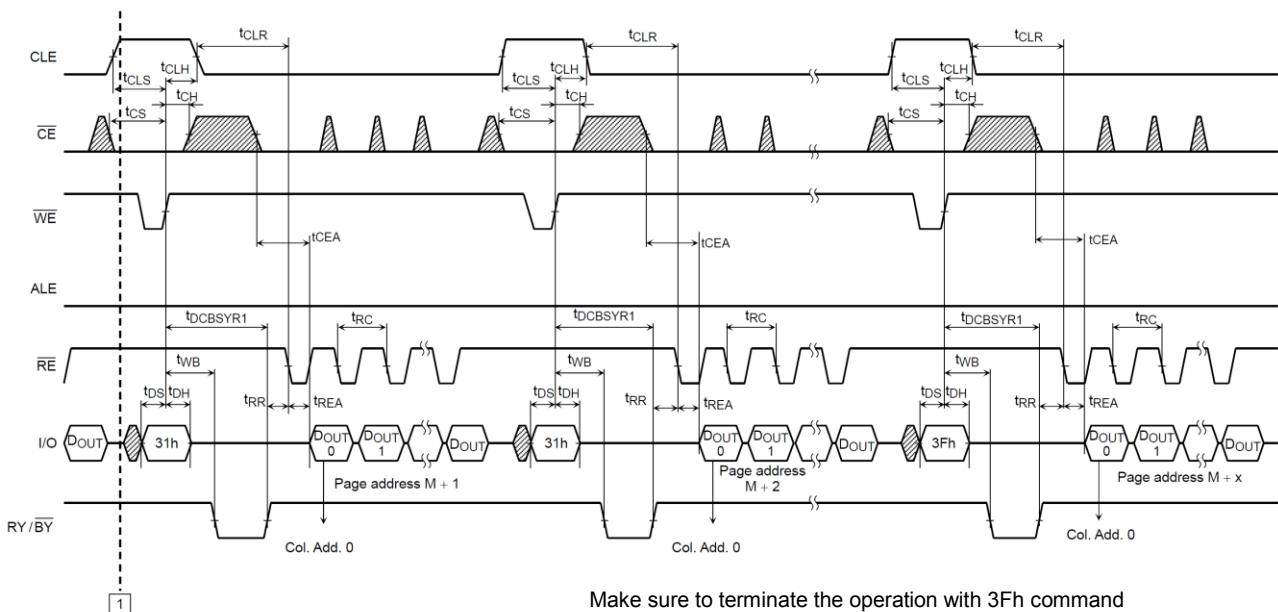 tCLR tCLR tCLR
CLE
tCLS tCLH tCLS tCLH tCLS tCLH
tCH tCH tCH
tCS tCS tCS
CE
WE
tCEA tCEA tCEA
ALE
tDCBSYR1 tRC tDCBSYR1 tRC tDCBSYR1 tRC
RE
tWB tWB tWB
tDS tDH tRR tREA tDS tDH tRR tREA tDS tDH tRR tREA
I/O DOUT 31h DOUT 0 DOUT 1 DOUT 31h DOUT 0 DOUT 1 DOUT 3Fh DOUT 0 DOUT 1 DOUT
Page address M + 1 Page address M + 2 Page address M + x
RY / BY
Col. Add. 0 Col. Add. 0 Col. Add. 0
1
Make sure to terminate the operation with 3Fh command